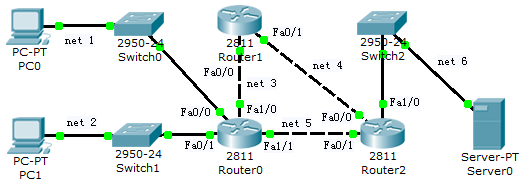 net 1
2950-24
Switch0
PC-PT
PC0
2811
Router1
Fa0/1
Fa0/0
net 3
net 4
2950-24
Switch2
net 6
Fa0/0
Fa1/0
Fa0/0
Fa1/0
net 2
PC-PT
PC1
2950-24
Switch1
Fa0/1
2811
Router0
Fa1/1
net 5
Fa0/1
2811
Router2
Server-PT
Server0